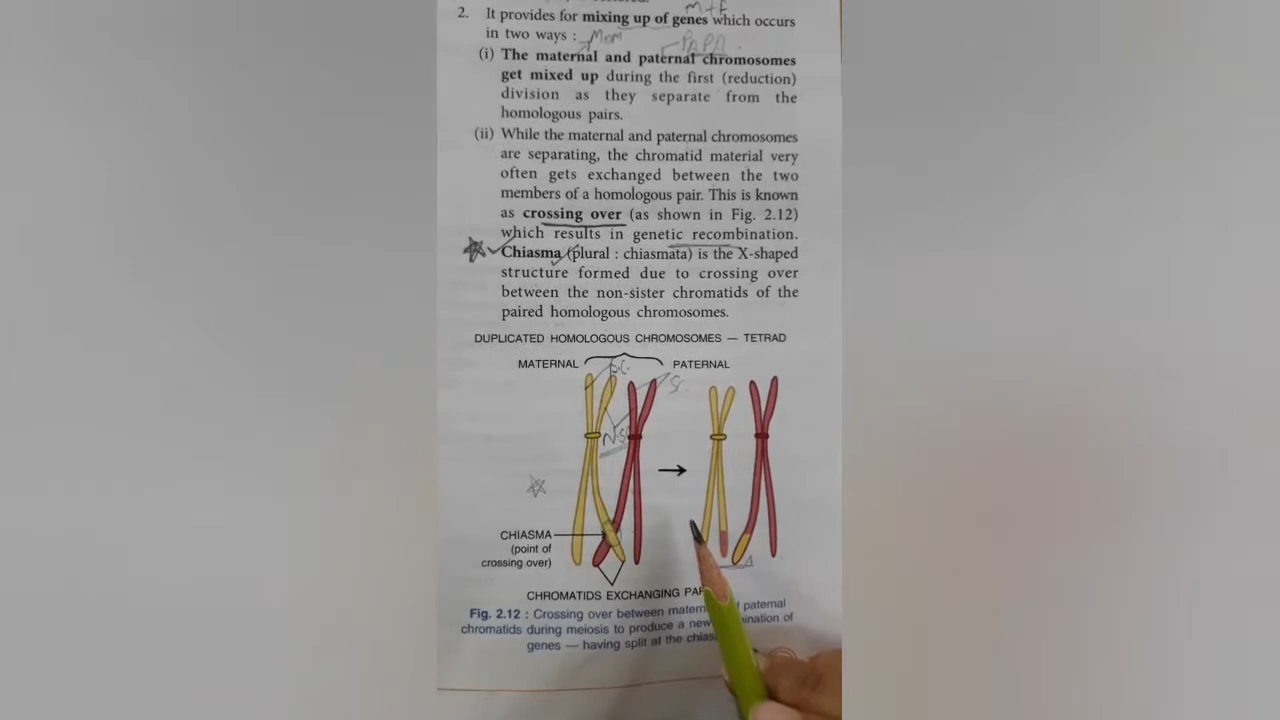 M+F
2. It provides for mixing up of genes which occurs
in two ways :
Mom
PAPA
(i) The maternal and paternal chromosomes
get mixed up during the first (reduction)
division as they separate from the
homologous pairs.
(ii) While the maternal and paternal chromosomes
are separating, the chromatid material very
often gets exchanged between the two
members of a homologous pair. This is known
as crossing over (as shown in Fig. 2.12)
which results in genetic recombination.
Chiasma (plural : chiasmata) is the X-shaped
structure formed due to crossing over
between the non-sister chromatids of the
paired homologous chromosomes.
DUPLICATED HOMOLOGOUS CHROMOSOMES — TETRAD
MATERNAL PATERNAL
CHIASMA
(point of
crossing over)
CHROMATIDS EXCHANGING
Fig. 2.12 : Crossing over between paternal
chromatids during meiosis to produce a new of
genes — having split at the